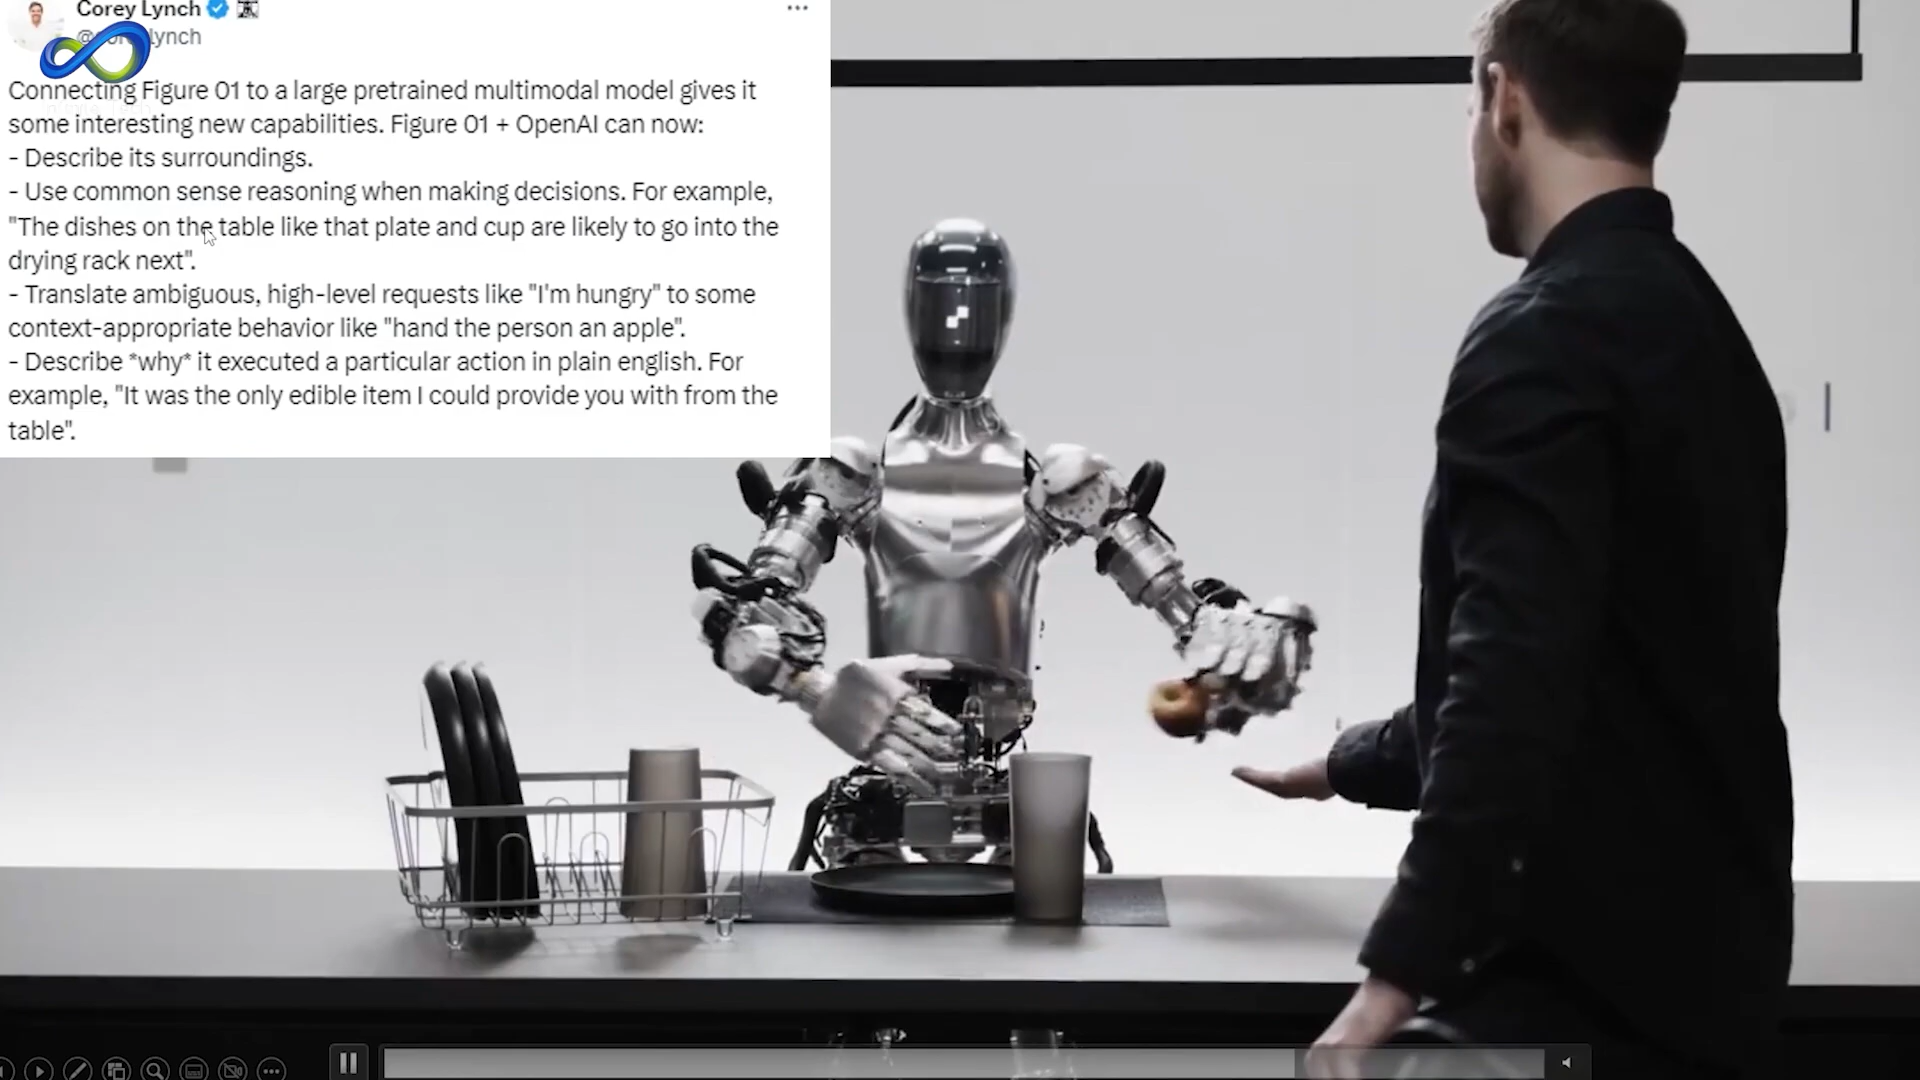 Corey Lynch
Connecting Figure 01 to a large pretrained multimodal model gives it
some interesting new capabilities. Figure 01 + OpenAI can now:
- Describe its surroundings.
- Use common sense reasoning when making decisions. For example,
"The dishes on the table like that plate and cup are likely to go into the
drying rack next".
- Translate ambiguous, high-level requests like "I'm hungry" to some
context-appropriate behavior like "hand the person an apple".
- Describe *why* it executed a particular action in plain english. For
example, "It was the only edible item I could provide you with from the
table".